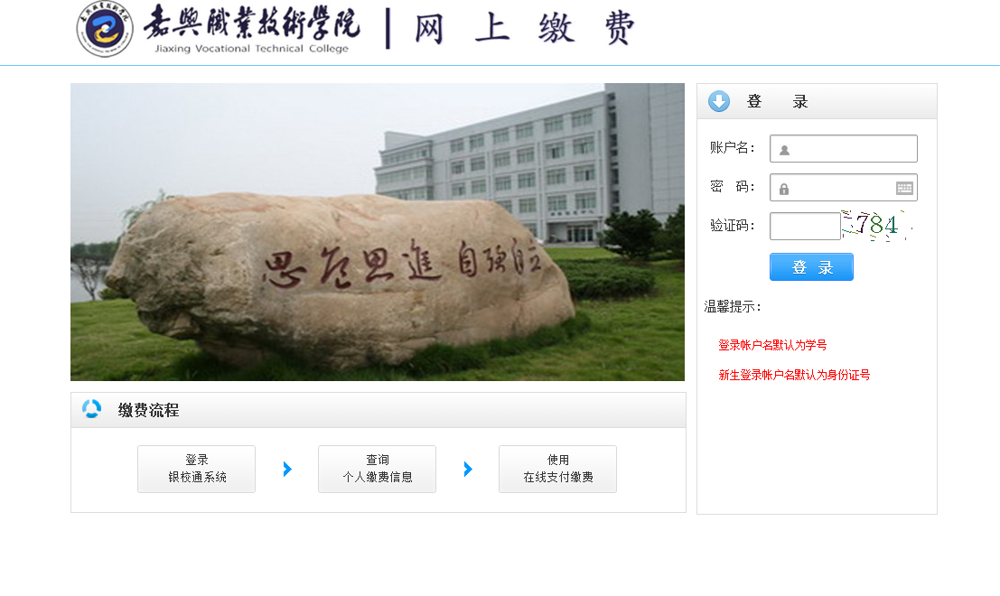 嘉興職業技術學院
Jiaxing Vocational Technical College
网上缴费
思危思進 自强自立
登 录
账户名：
密 码：
验证码：
784
登 录
温馨提示：
登录帐户名默认为学号
新生登录帐户名默认为身份证号
缴费流程
登录
银校通系统
查询
个人缴费信息
使用
在线支付缴费